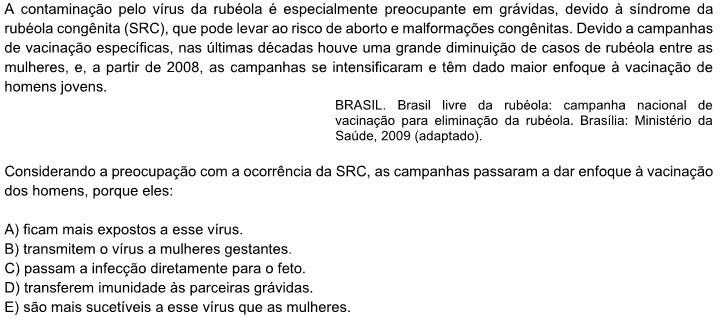 A contaminação pelo vírus da rubéola é especialmente preocupante em grávidas, devido à síndrome da
rubéola congênita (SRC), que pode levar ao risco de aborto e malformações congênitas. Devido a campanhas
de vacinação específicas, nas últimas décadas houve uma grande diminuição de casos de rubéola entre as
mulheres, e, a partir de 2008, as campanhas se intensificaram e têm dado maior enfoque à vacinação de
homens jovens.
BRASIL. Brasil livre da rubéola: campanha nacional de
vacinação para eliminação da rubéola. Brasília: Ministério da
Saúde, 2009 (adaptado).
Considerando a preocupação com a ocorrência da SRC, as campanhas passaram a dar enfoque à vacinação
dos homens, porque eles:
A) ficam mais expostos a esse vírus.
B) transmitem o vírus a mulheres gestantes.
C) passam a infecção diretamente para o feto.
D) transferem imunidade às parceiras grávidas.
E) são mais sucetíveis a esse vírus que as mulheres.